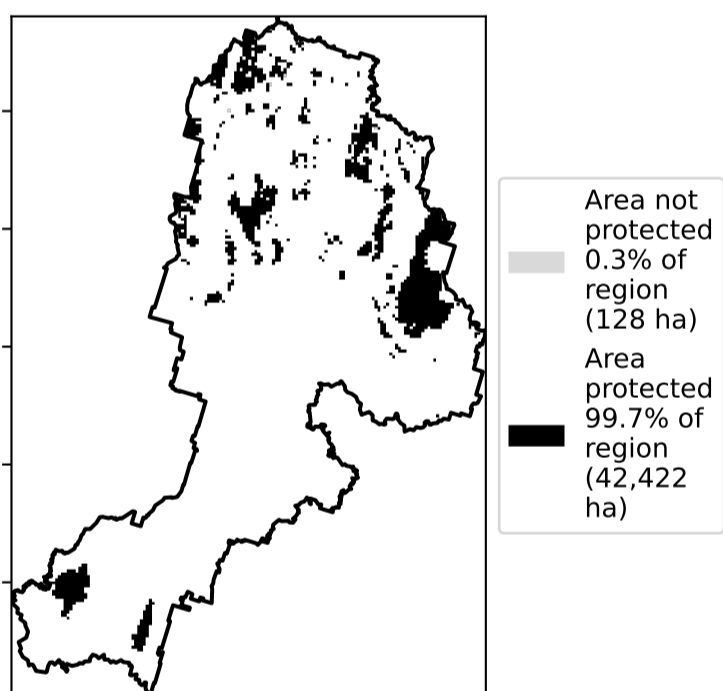 Area not
protected
0.3% of
region
(128 ha)
Area
protected
99.7% of
region
(42,422
ha)